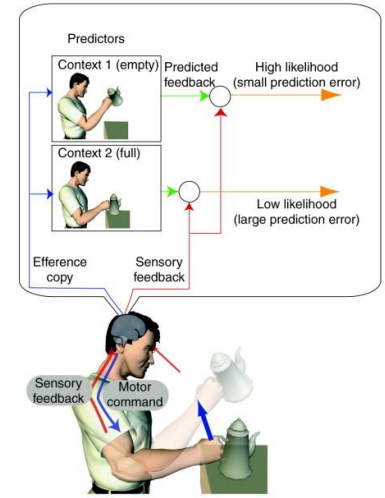 Predictors
Context 1 (empty)
Predicted
feedback
High likelihood
(small prediction error)
Context 2 (full)
Low likelihood
(large prediction error)
Efference
copy
Sensory
feedback
Sensory
feedback
Motor
command